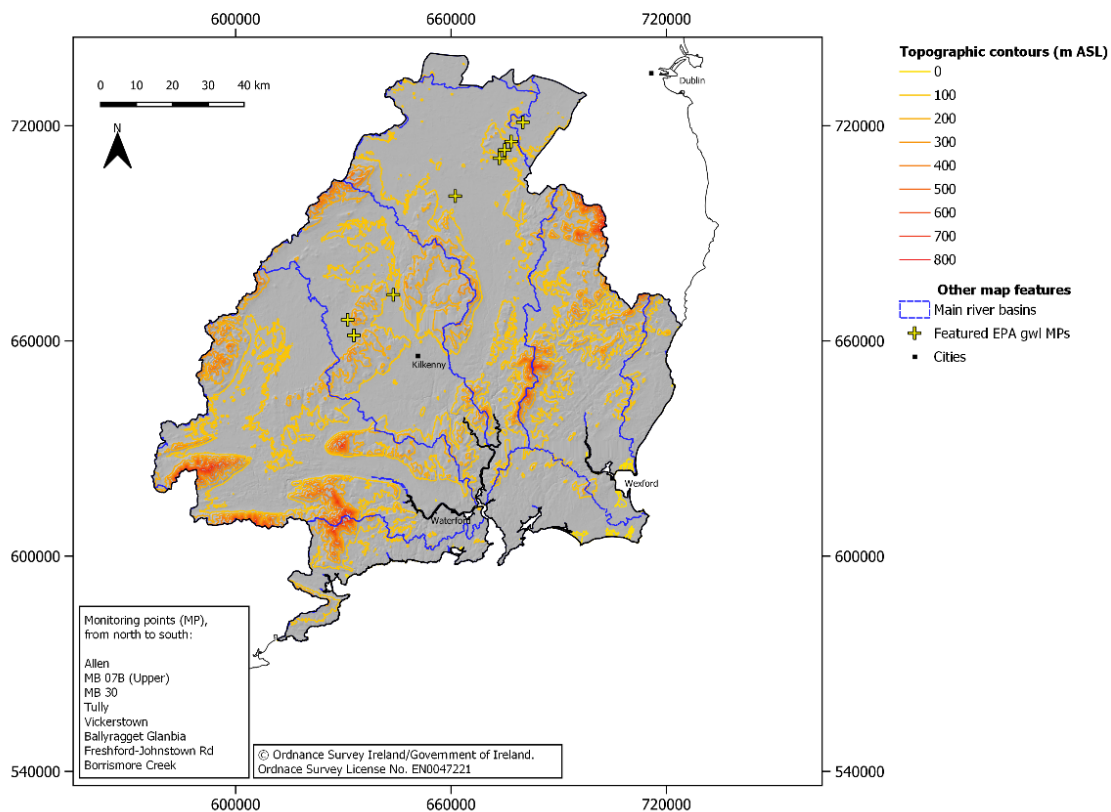 600000 660000 720000
0 10 20 30 40 km
N
720000
660000
600000
540000
720000
660000
600000
540000
600000 660000 720000
Dublin
Kilkenny
Wexford
Waterford
Monitoring points (MP),
from north to south:
Allen
MB 07B (Upper)
MB 30
Tully
Vickerstown
Ballyragget Glanbia
Freshford-Johnstown Rd
Borrismore Creek
© Ordnance Survey Ireland/Government of Ireland.
Ordnace Survey License No. EN0047221
Topographic contours (m ASL)
0
100
200
300
400
500
600
700
800
Other map features
Main river basins
Featured EPA gwl MPs
Cities